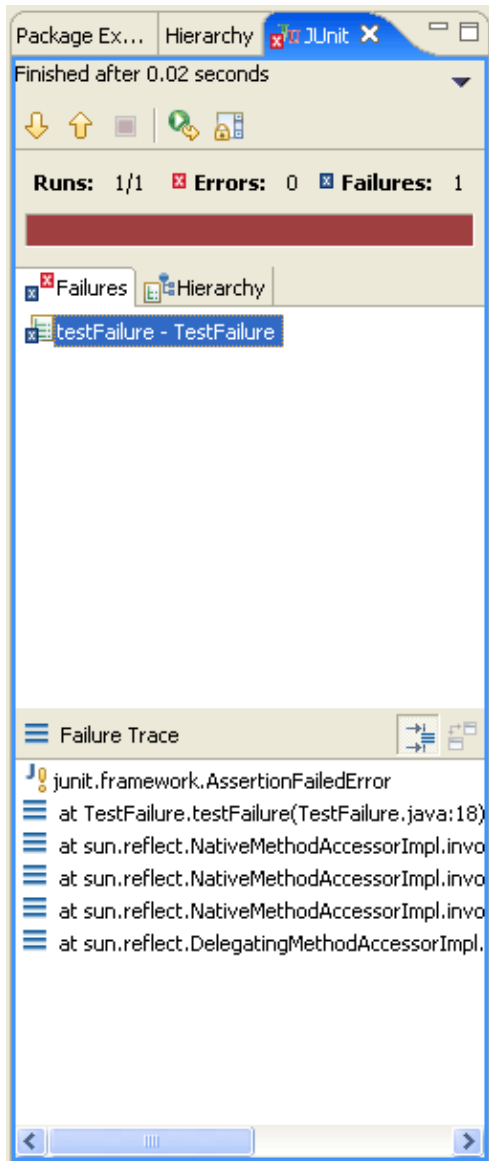 Package Ex... Hierarchy JUnit
Finished after 0.02 seconds
Runs: 1/1 Errors: 0 Failures: 1
Failures Hierarchy
testFailure - TestFailure
Failure Trace
junit.framework.AssertionFailedError
at TestFailure.testFailure(TestFailure.java:18)
at sun.reflect.NativeMethodAccessorImpl.invo
at sun.reflect.NativeMethodAccessorImpl.invo
at sun.reflect.NativeMethodAccessorImpl.invo
at sun.reflect.DelegatingMethodAccessorImpl.